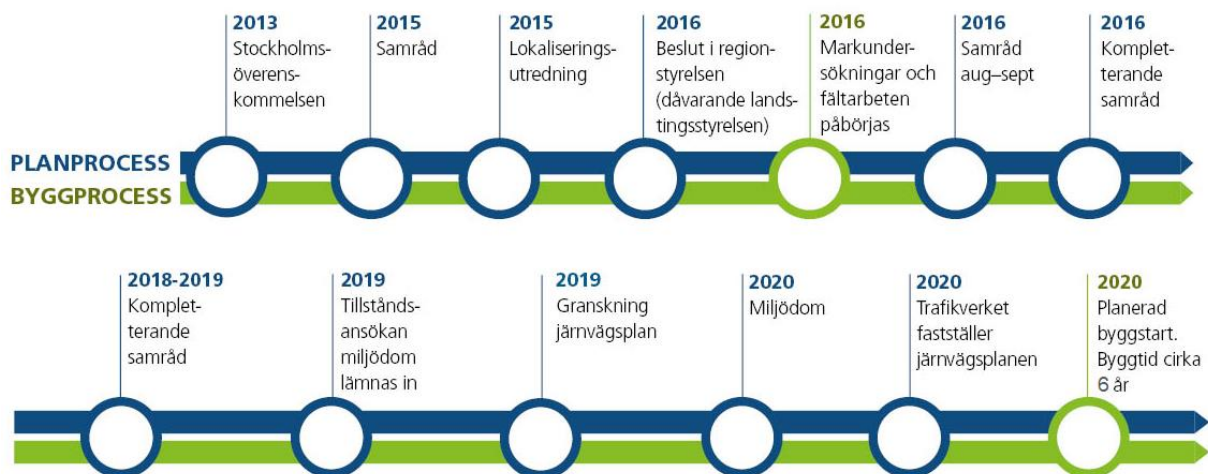 2013
Stockholms-
överens-
kommelsen
2015
Samråd
2015
Lokaliserings-
utredning
2016
Beslut i region-
styrelsen
(dåvarande lands-
tingsstyrelsen)
2016
Markunder-
sökningar och
fältarbeten
påbörjas
2016
Samråd
aug–sept
2016
Komplet-
terande
samråd
PLANPROCESS
BYGGPROCESS
2018-2019
Komplet-
terande
samråd
2019
Tillstånds-
ansökan
miljödom
lämnas in
2019
Granskning
järnvägsplan
2020
Miljödom
2020
Trafikverket
fastställer
järnvägsplanen
2020
Planerad
byggstart.
Byggtid cirka
6 år